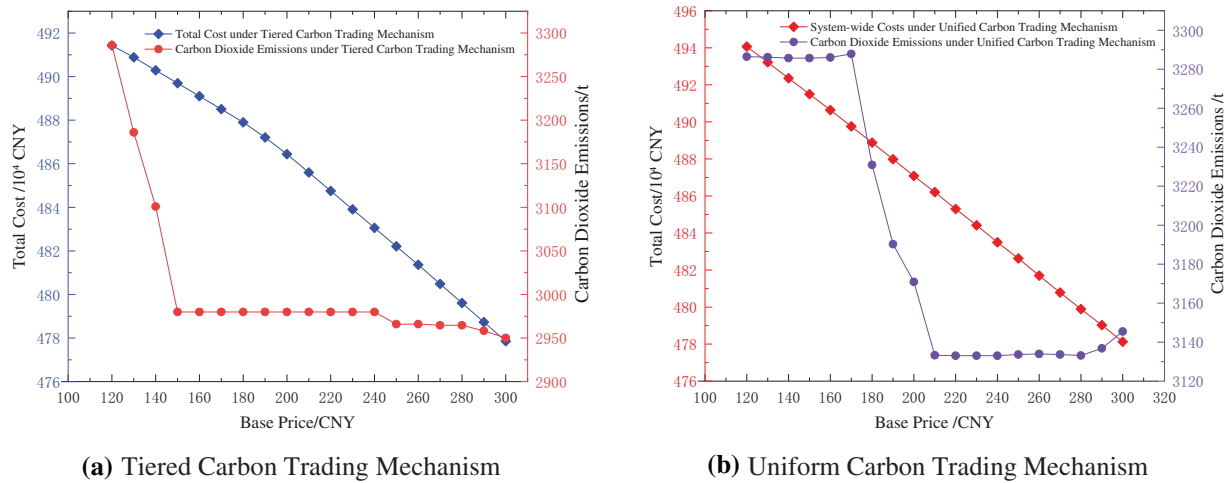 Total Cost under Tiered Carbon Trading Mechanism
Carbon Dioxide Emissions under Tiered Carbon Trading Mechanism
Total Cost /10⁴ CNY
492
490
488
486
484
482
480
478
476
3300
3250
3200
3150
3100
3050
3000
2950
2900
Carbon Dioxide Emissions/t
100 120 140 160 180 200 220 240 260 280 300
Base Price/CNY
(a) Tiered Carbon Trading Mechanism
System-wide Costs under Unified Carbon Trading Mechanism
Carbon Dioxide Emissions under Unified Carbon Trading Mechanism
Total Cost/10⁴ CNY
496
494
492
490
488
486
484
482
480
478
476
3300
3280
3260
3240
3220
3200
3180
3160
3140
3120
Carbon Dioxide Emissions /t
100 120 140 160 180 200 220 240 260 280 300 320
Base Price /CNY
(b) Uniform Carbon Trading Mechanism